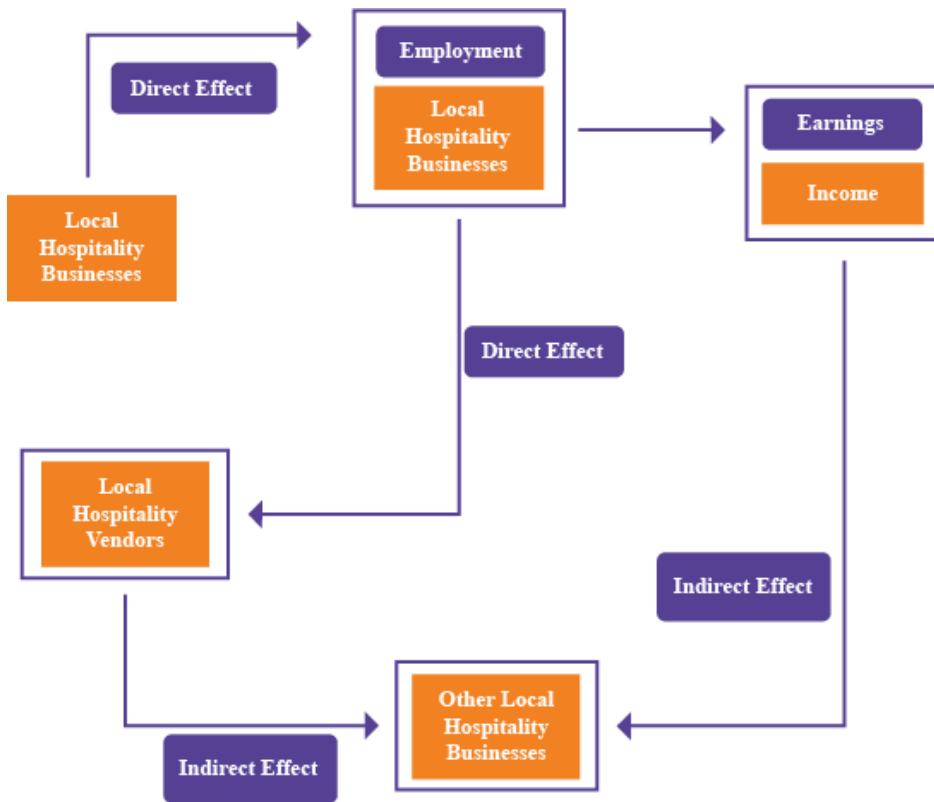 Employment
Direct Effect
Local
Hospitality
Businesses
Earnings
Income
Local
Hospitality
Businesses
Direct Effect
Local
Hospitality
Vendors
Indirect Effect
Other Local
Hospitality
Businesses
Indirect Effect